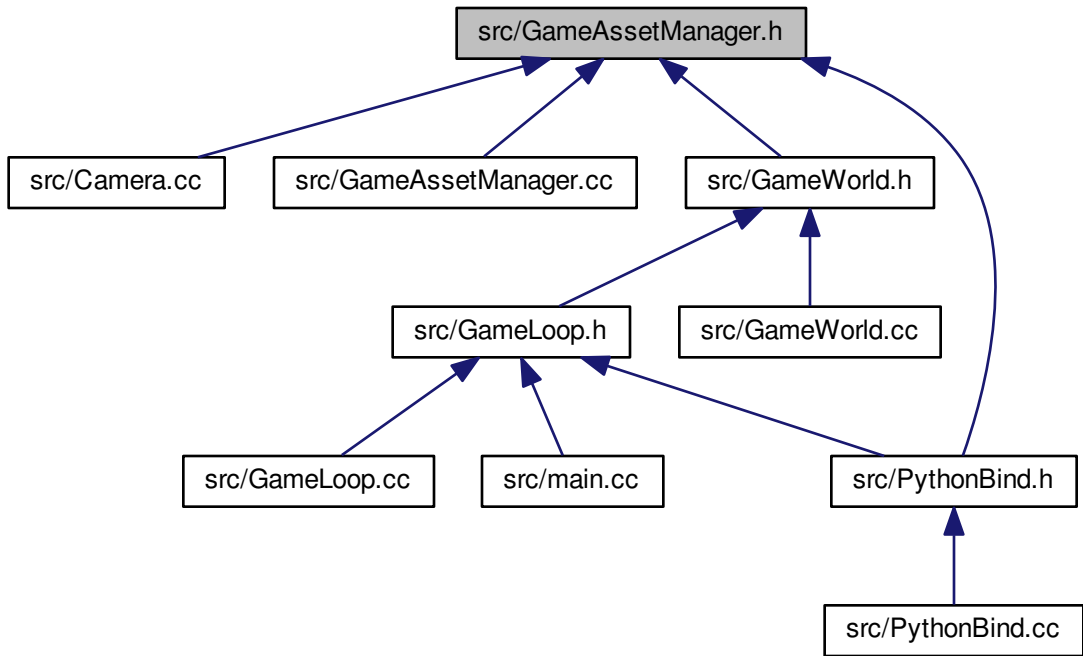 src/GameAssetManager.h
src/Camera.cc
src/GameAssetManager.cc
src/GameWorld.h
src/GameLoop.h
src/GameWorld.cc
src/GameLoop.cc
src/main.cc
src/PythonBind.h
src/PythonBind.cc